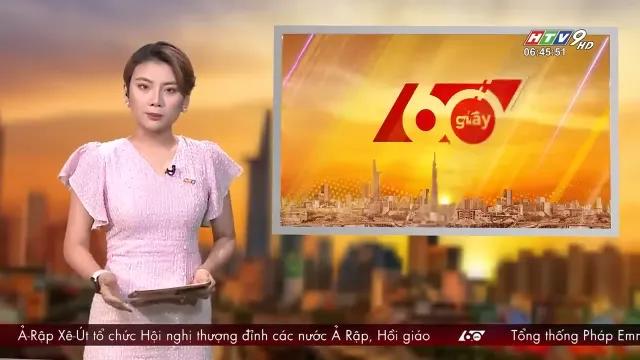 HTV9 HD
06:45:51
60 giây
Ả-Rập Xê-Út tổ chức Hội nghị thượng đỉnh các nước Ả Rập, Hồi giáo
60
Tổng thống Pháp Emm